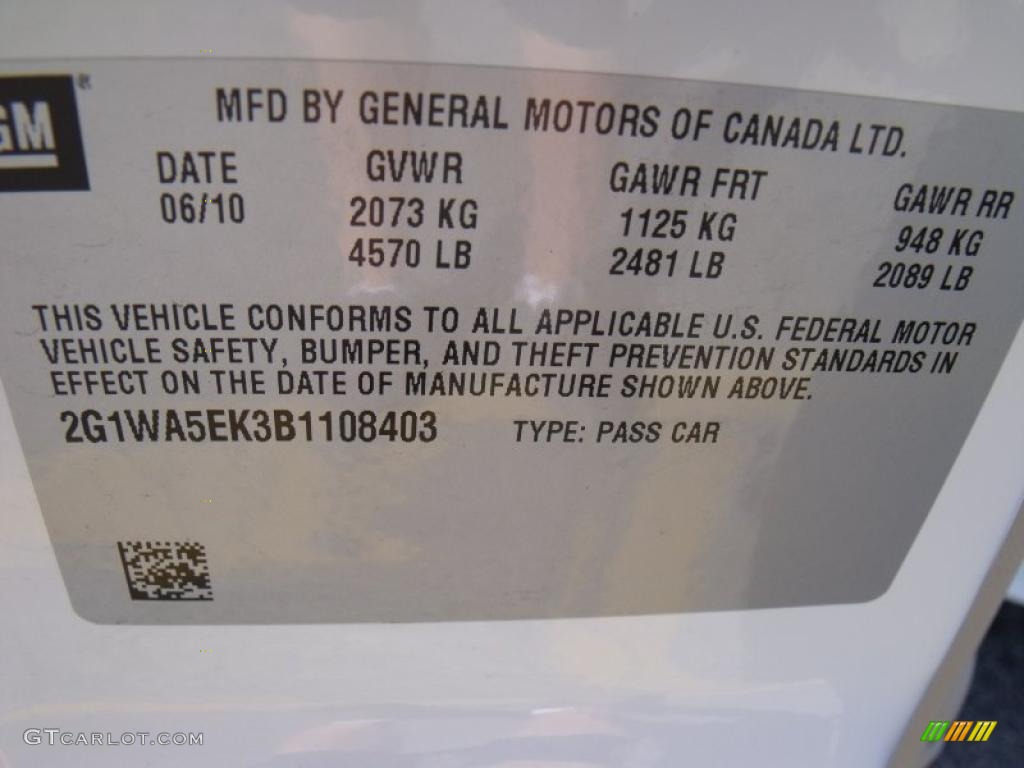 GM ®
MFD BY GENERAL MOTORS OF CANADA LTD.
DATE GVWR GAWR FRT GAWR RR
06/10 2073 KG 1125 KG 948 KG
4570 LB 2481 LB 2089 LB
THIS VEHICLE CONFORMS TO ALL APPLICABLE U.S. FEDERAL MOTOR
VEHICLE SAFETY, BUMPER, AND THEFT PREVENTION STANDARDS IN
EFFECT ON THE DATE OF MANUFACTURE SHOWN ABOVE.
2G1WA5EK3B1108403 TYPE: PASS CAR
GTCARLOT.COM